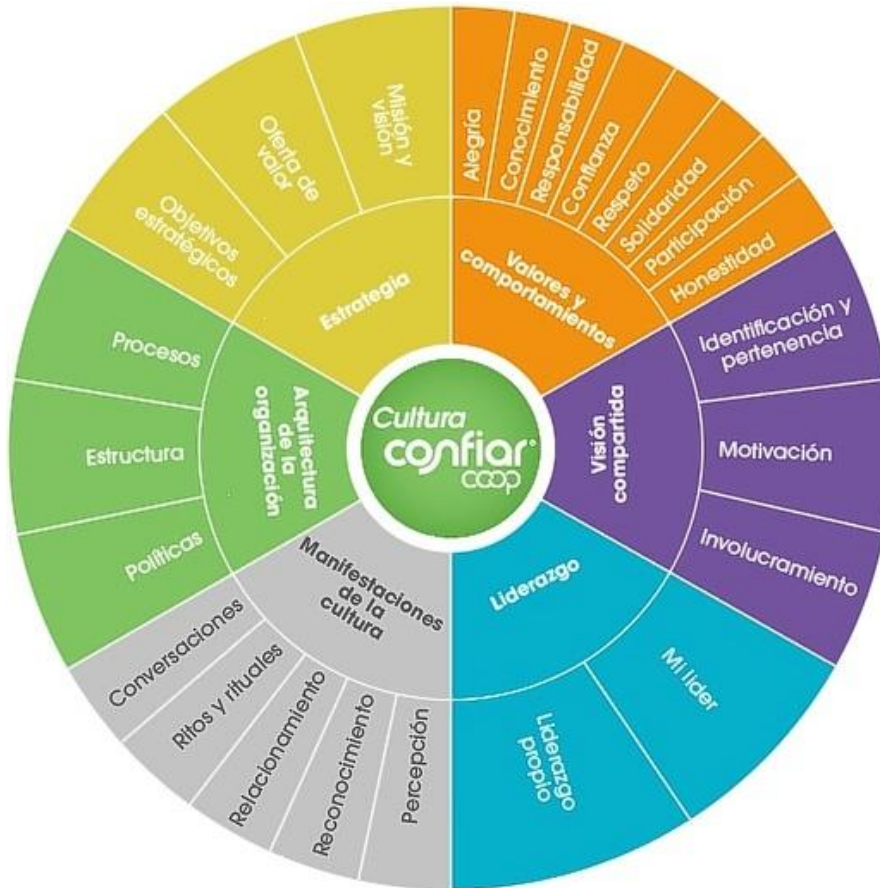 Cultura
confiar®
coop
Estrategia
Misión y
visión
Oferta de
valor
Objetivos
estratégicos
Valores y
comportamientos
Alegría
Conocimiento
Responsabilidad
Confianza
Respeto
Solidaridad
Participación
Honestidad
Visión
compartida
Identificación y
pertenencia
Motivación
Involucramiento
Liderazgo
Mi lider
Liderazgo
propio
Manifestaciones
de la
cultura
Percepción
Reconocimiento
Relacionamiento
Ritos y rituales
Conversaciones
Arquitectura
de la
organización
Políticas
Estructura
Procesos